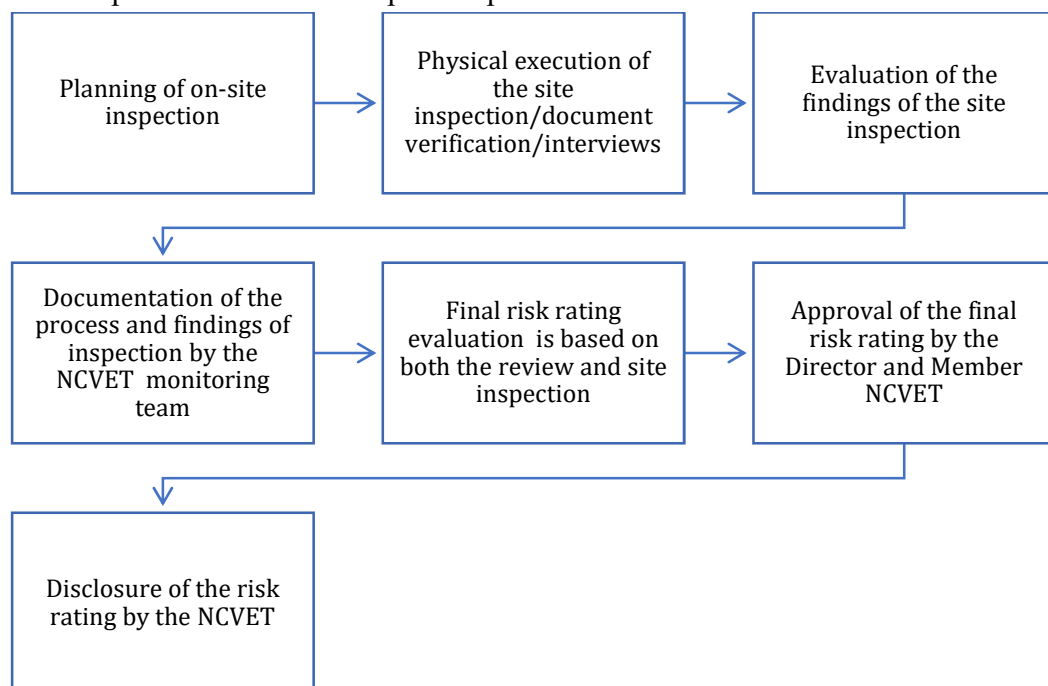 Planning of on-site
inspection
Physical execution of
the site
inspection/document
verification/interviews
Evaluation of the
findings of the site
inspection
Documentation of the
process and findings of
inspection by the
NCVET monitoring
team
Final risk rating
evaluation is based on
both the review and site
inspection
Approval of the final
risk rating by the
Director and Member
NCVET
Disclosure of the risk
rating by the NCVET